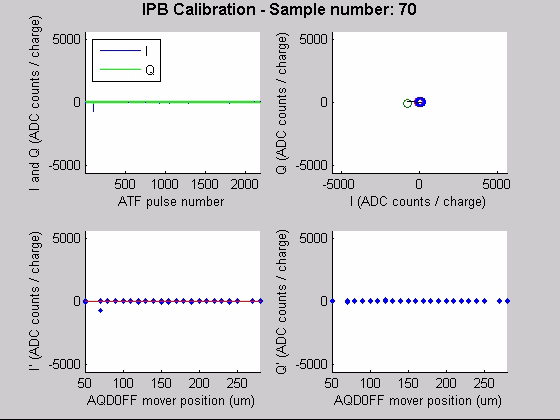 IPB Calibration - Sample number: 70
I and Q (ADC counts / charge)
5000
0
-5000
I
Q
500 1000 1500 2000
ATF pulse number
Q (ADC counts / charge)
5000
0
-5000
-5000 0 5000
I (ADC counts / charge)
I' (ADC counts / charge)
5000
0
-5000
50 100 150 200 250
AQD0FF mover position (um)
Q' (ADC counts / charge)
5000
0
-5000
50 100 150 200 250
AQD0FF mover position (um)